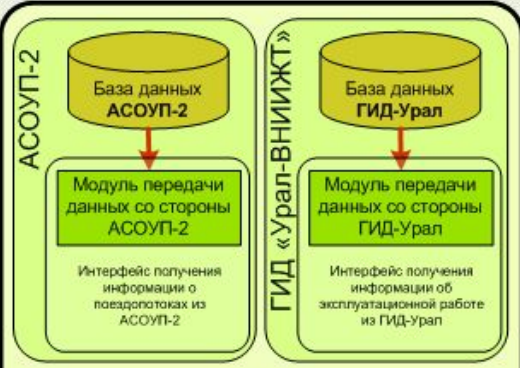 АСОУП-2
База данных
АСОУП-2
Модуль передачи
данных со стороны
АСОУП-2
Интерфейс получения
информации о
поездопотоках из
АСОУП-2
ГИД «Урал-ВНИИЖТ»
База данных
ГИД-Урал
Модуль передачи
данных со стороны
ГИД-Урал
Интерфейс получения
информации об
эксплуатационной работе
из ГИД-Урал